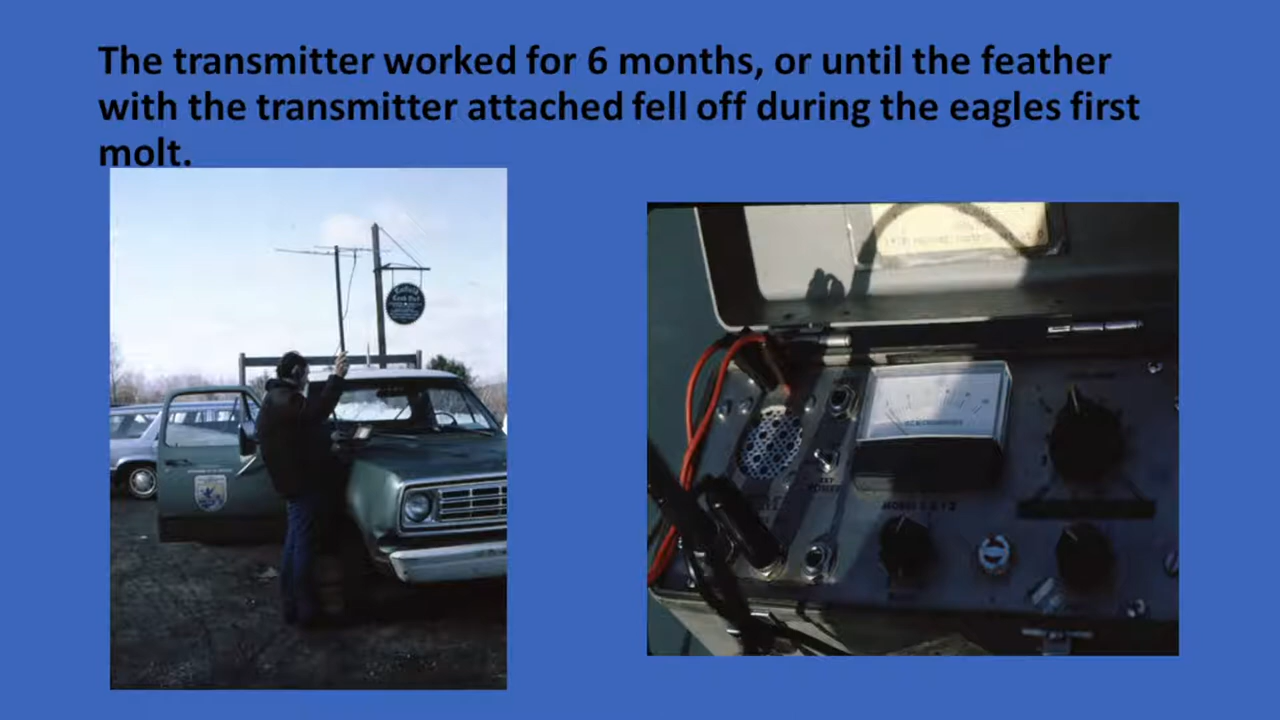 The transmitter worked for 6 months, or until the feather
with the transmitter attached fell off during the eagles first
molt.
Enfield